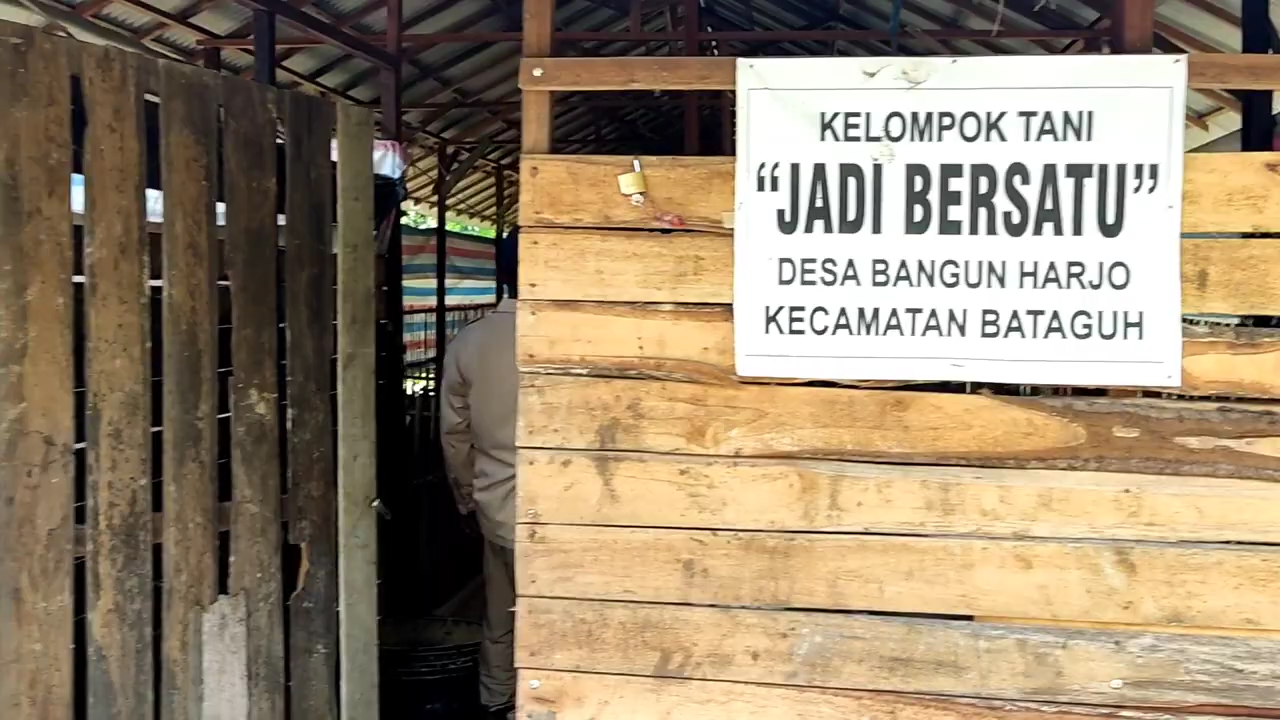 KELOMPOK TANI
“JADI BERSATU”
DESA BANGUN HARJO
KECAMATAN BATAGUH